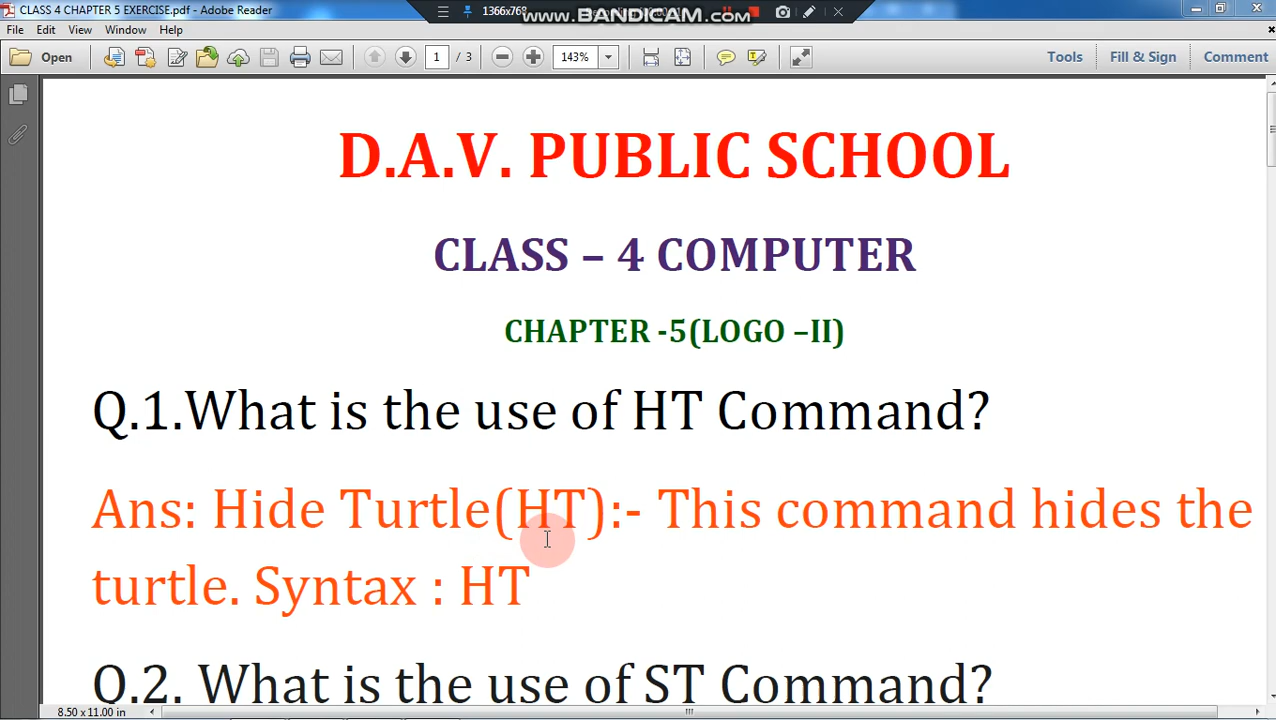 CLASS 4 CHAPTER 5 EXERCISE.pdf - Adobe Reader
1366x768
www.BANDICAM.com
File Edit View Window Help
Open
1 / 3
143%
Tools Fill & Sign Comment
D.A.V. PUBLIC SCHOOL
CLASS – 4 COMPUTER
CHAPTER -5(LOGO –II)
Q.1.What is the use of HT Command?
Ans: Hide Turtle(HT):- This command hides the
turtle. Syntax : HT
Q.2. What is the use of ST Command?
8.50 x 11.00 in